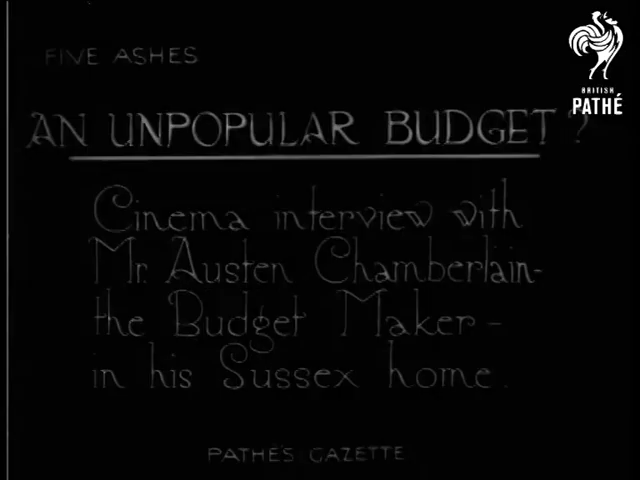 FIVE ASHES
BRITISH
PATHÉ
AN UNPOPULAR BUDGET?
Cinema interview with
Mr. Austen Chamberlain-
the Budget Maker-
in his Sussex home.
PATHÉ'S GAZETTE